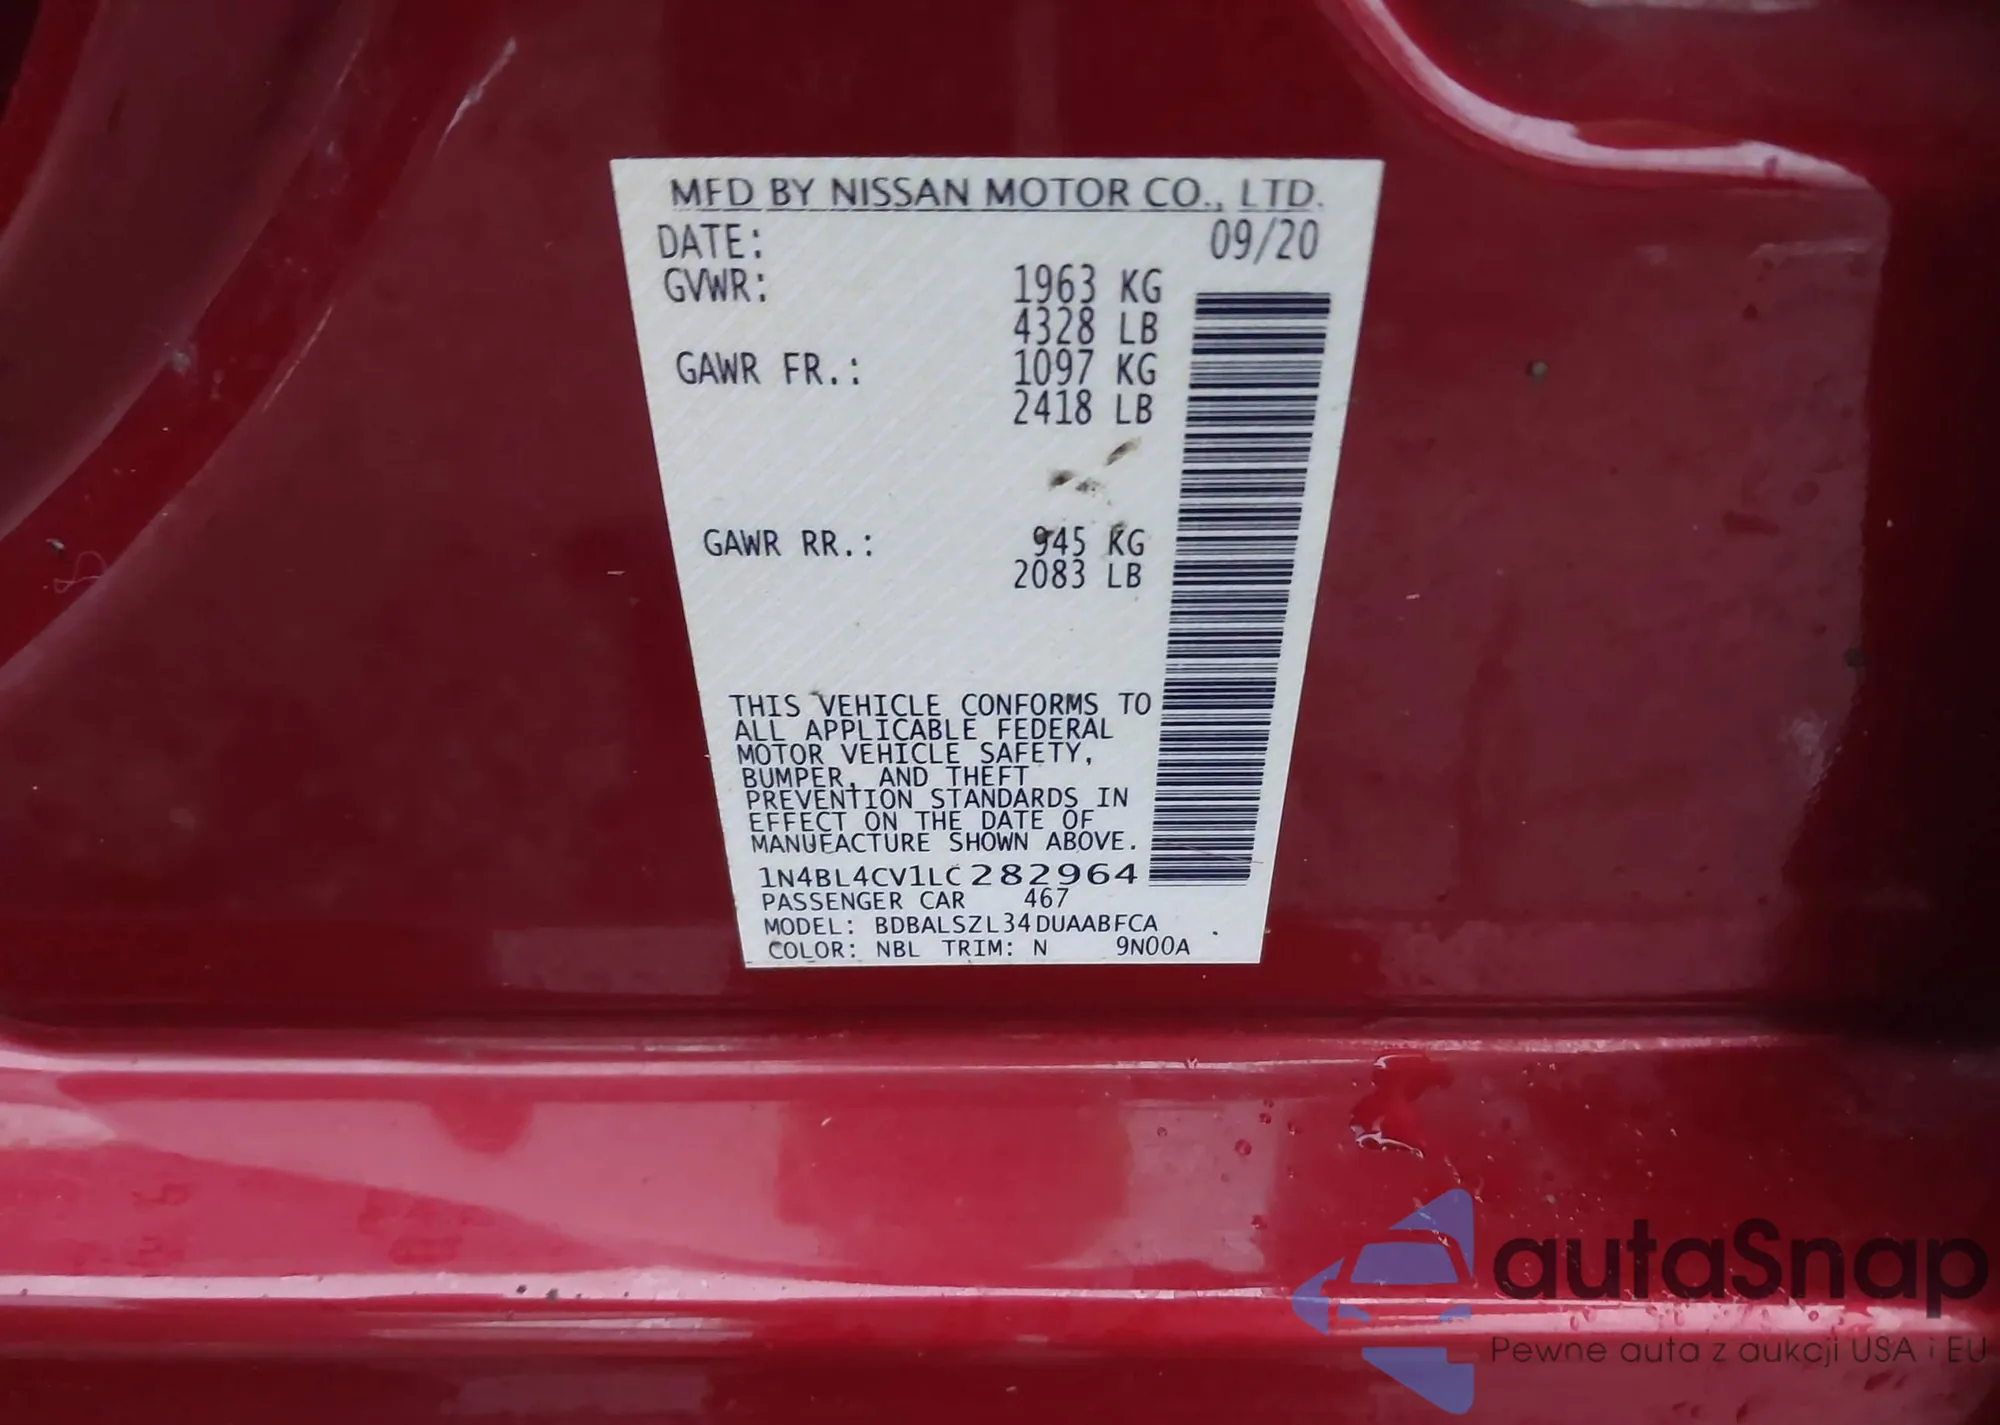 MFD BY NISSAN MOTOR CO., LTD.
DATE: 09/20
GVWR: 1963 KG
4328 LB
GAWR FR.: 1097 KG
2418 LB
GAWR RR.: 945 KG
2083 LB
THIS VEHICLE CONFORMS TO
ALL APPLICABLE FEDERAL
MOTOR VEHICLE SAFETY,
BUMPER, AND THEFT
PREVENTION STANDARDS IN
EFFECT ON THE DATE OF
MANUFACTURE SHOWN ABOVE.
1N4BL4CV1LC282964
PASSENGER CAR 467
MODEL: BDBALSZL34DUAABFCA
COLOR: NBL TRIM: N 9N00A
autaSnap
Pewne auta z aukcji USA i EU